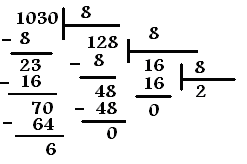 1030 8
- 8 128 8
23 - 8 16 8
- 16 48 16 2
70 - 48 0
- 64 0
6